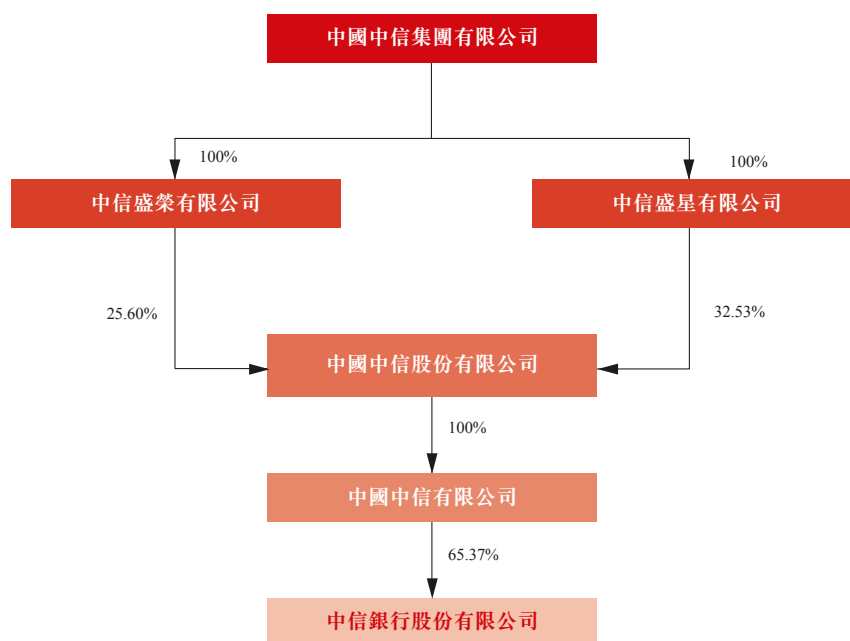 中國中信集團有限公司
100%
100%
中信盛榮有限公司
中信盛星有限公司
25.60%
32.53%
中國中信股份有限公司
100%
中國中信有限公司
65.37%
中信銀行股份有限公司